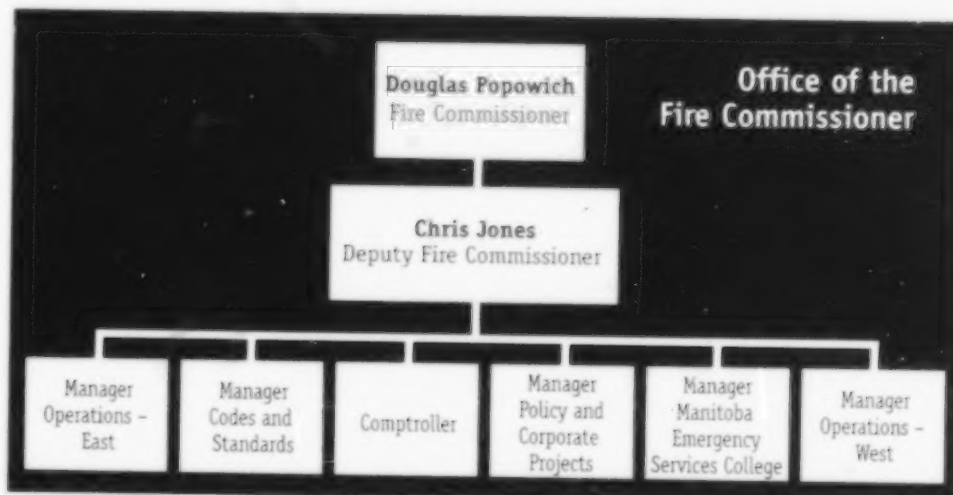 Office of the
Fire Commissioner
Douglas Popowich
Fire Commissioner
Chris Jones
Deputy Fire Commissioner
Manager
Operations –
East
Manager
Codes and
Standards
Comptroller
Manager
Policy and
Corporate
Projects
Manager
Manitoba
Emergency
Services College
Manager
Operations –
West